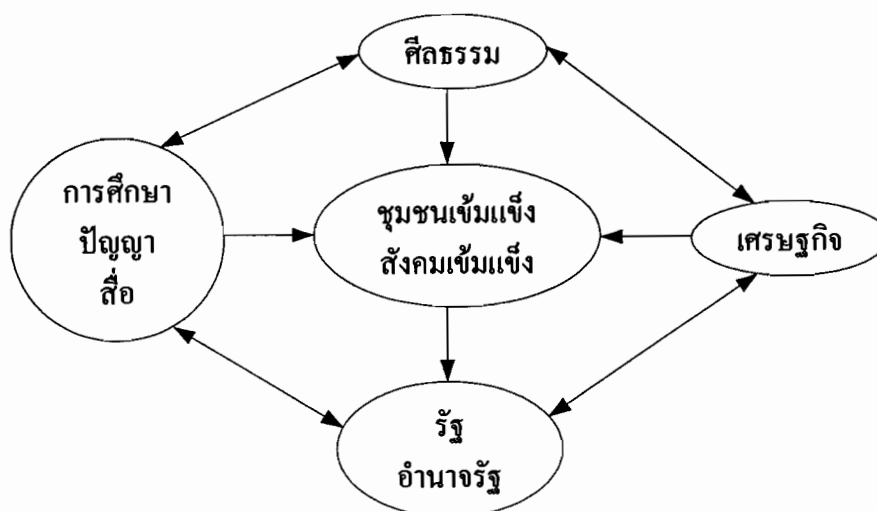 ศีลธรรม
การศึกษา
ปัญญา
สื่อ
ชุมชนเข้มแข็ง
สังคมเข้มแข็ง
เศรษฐกิจ
รัฐ
อำนาจรัฐ